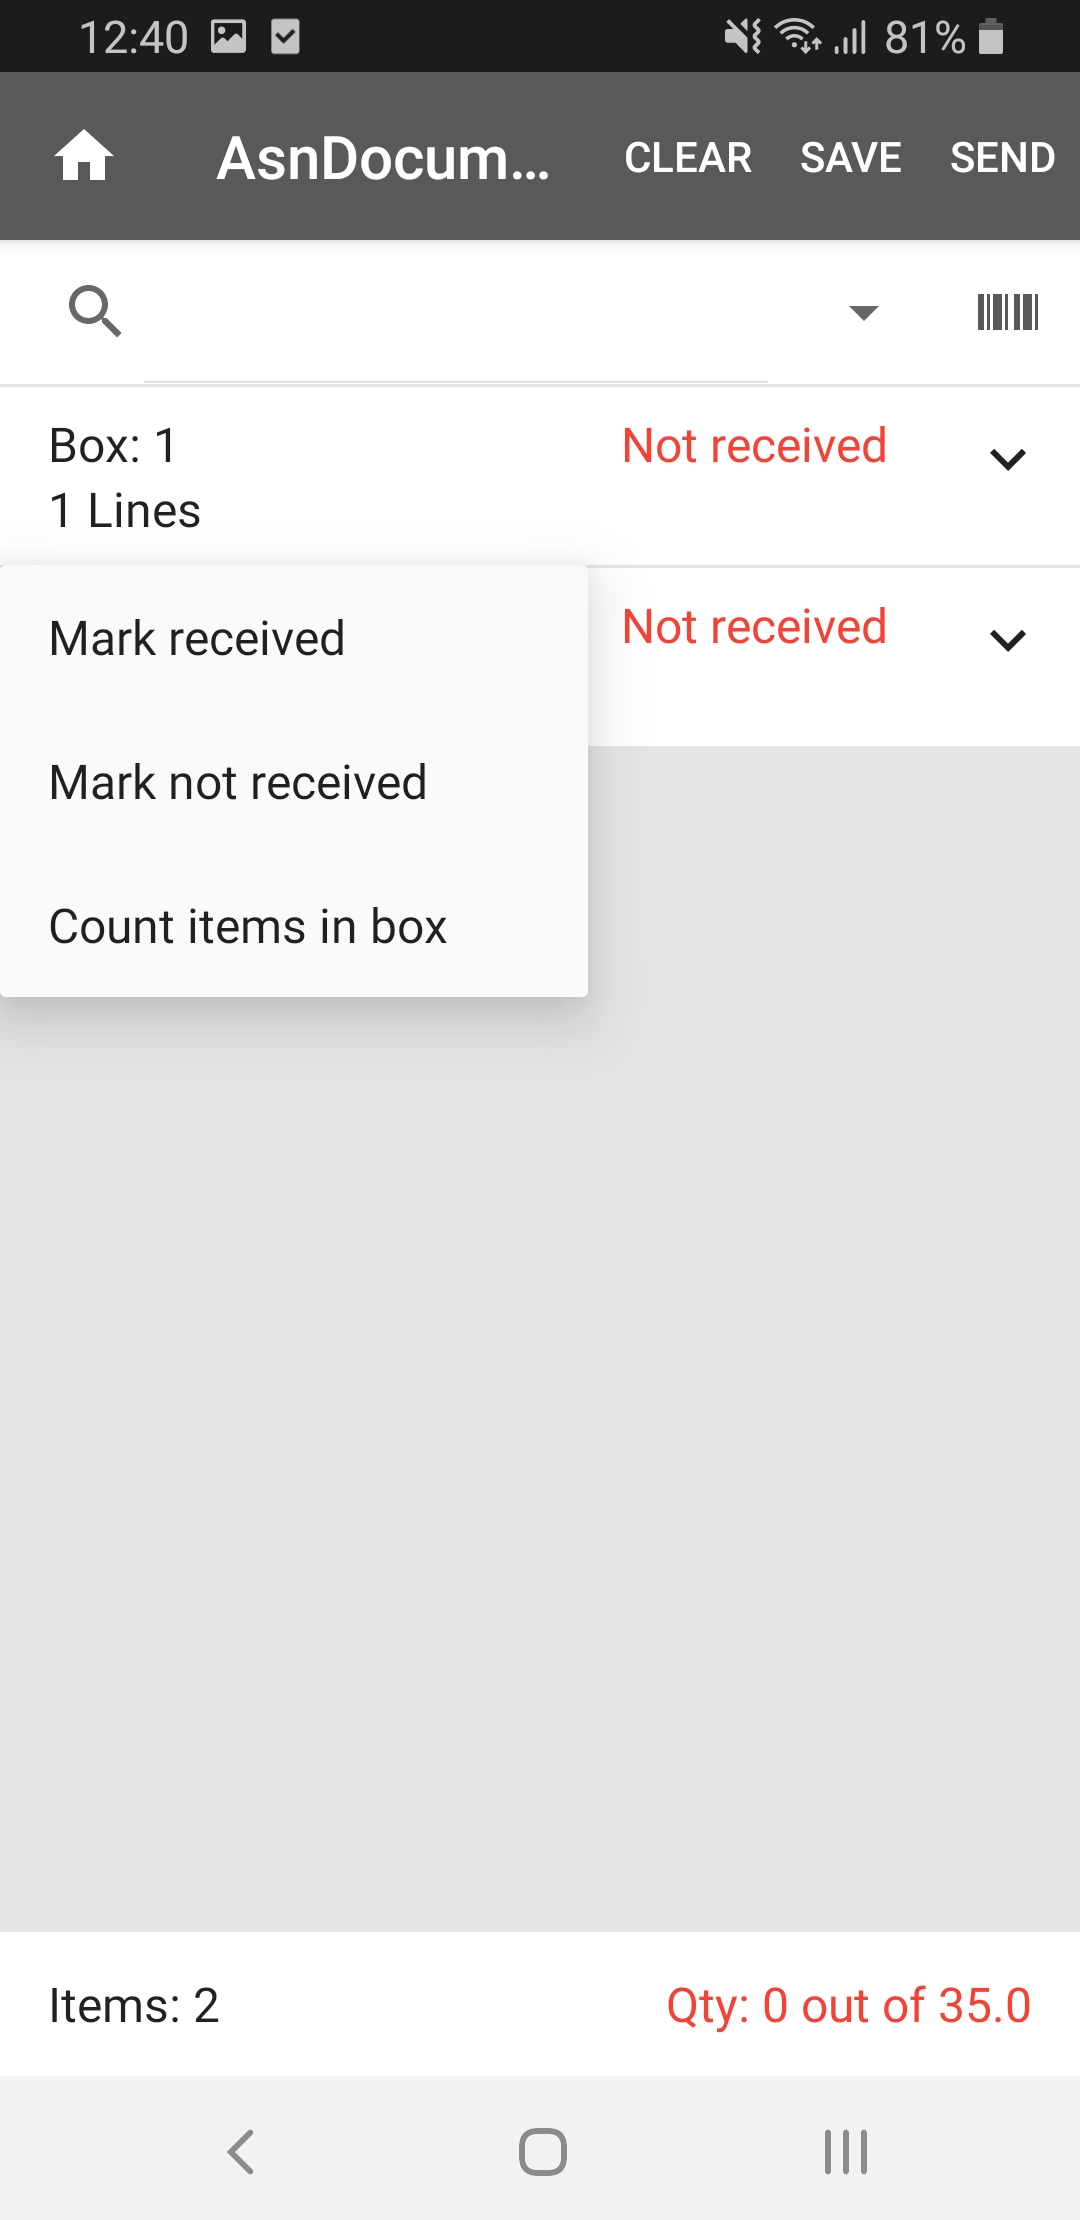 12:40 81%
AsnDocum... CLEAR SAVE SEND
Box: 1 Not received
1 Lines
Not received
Mark received
Mark not received
Count items in box
Items: 2 Qty: 0 out of 35.0